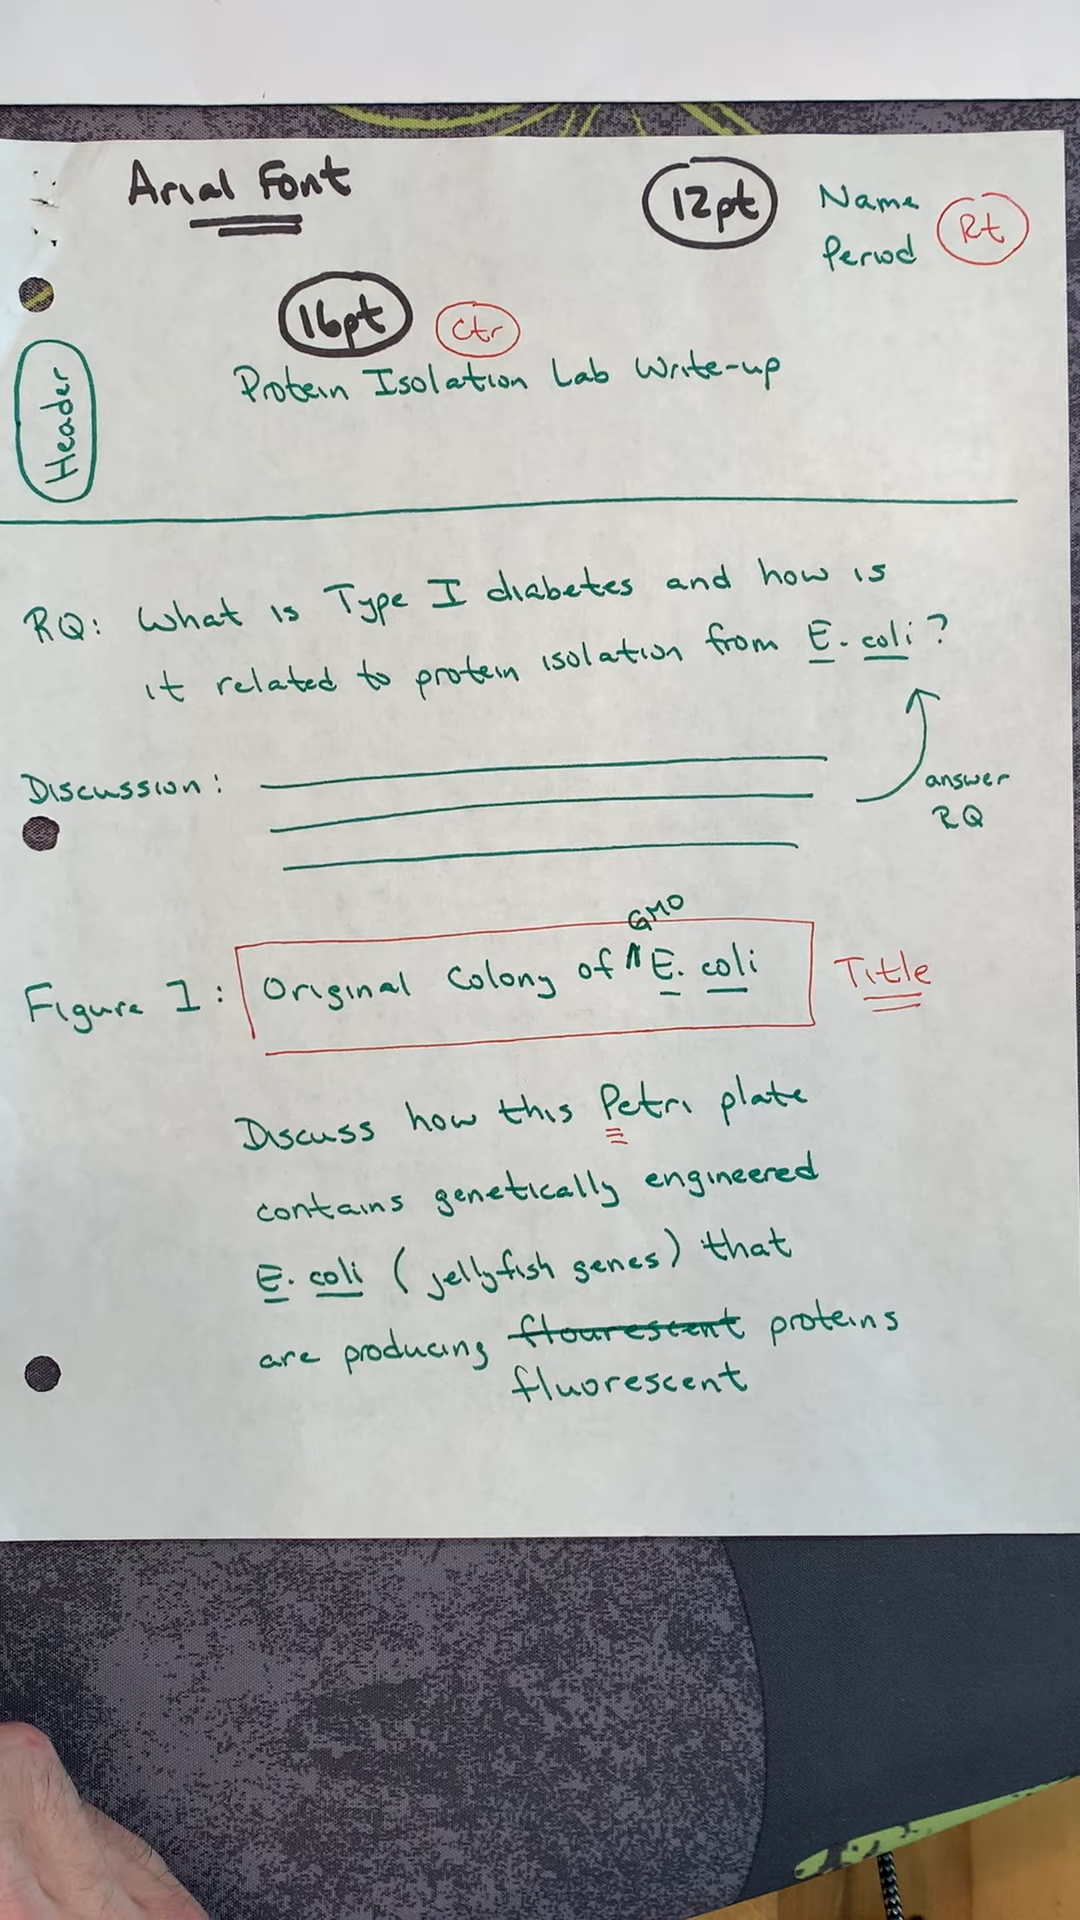 Arial Font
12pt Name Rt
Period
16pt Ctr
Protein Isolation Lab Write-up
Header
RQ: What is Type I diabetes and how is
it related to protein isolation from E. coli?
Discussion:
answer
RQ
GMO
Figure 1: Original Colony of E. coli Title
Discuss how this Petri plate
contains genetically engineered
E. coli (jellyfish genes) that
are producing flourescent proteins
fluorescent